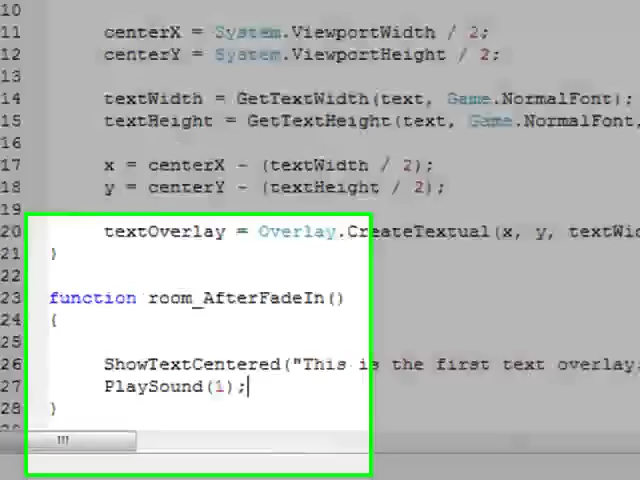 10
11 centerX = System.ViewportWidth / 2;
12 centerY = System.ViewportHeight / 2;
13
14 textWidth = GetTextWidth(text, Game.NormalFont);
15 textHeight = GetTextHeight(text, Game.NormalFont,
16
17 x = centerX - (textWidth / 2);
18 y = centerY - (textHeight / 2);
19
20 textOverlay = Overlay.CreateTextual(x, y, textWid
21 }
22
23 function room_AfterFadeIn()
24 {
25
26 ShowTextCentered("This is the first text overlay
27 PlaySound(1);
28 }